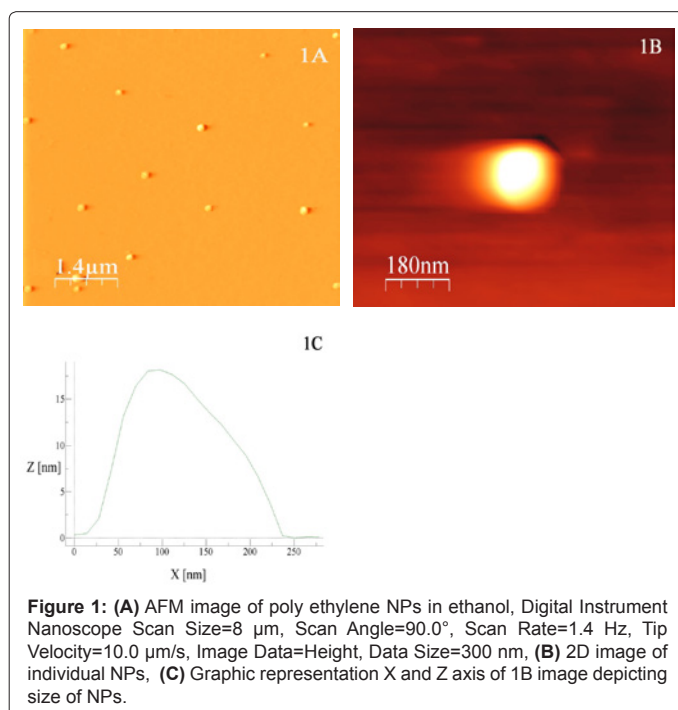 1A
1.4μm
1B
180nm
1C
15
10
Z [nm]
5
0
0 50 100 150 200 250
X [nm]
Figure 1: (A) AFM image of poly ethylene NPs in ethanol, Digital Instrument
Nanoscope Scan Size=8 μm, Scan Angle=90.0°, Scan Rate=1.4 Hz, Tip
Velocity=10.0 μm/s, Image Data=Height, Data Size=300 nm, (B) 2D image of
individual NPs, (C) Graphic representation X and Z axis of 1B image depicting
size of NPs.